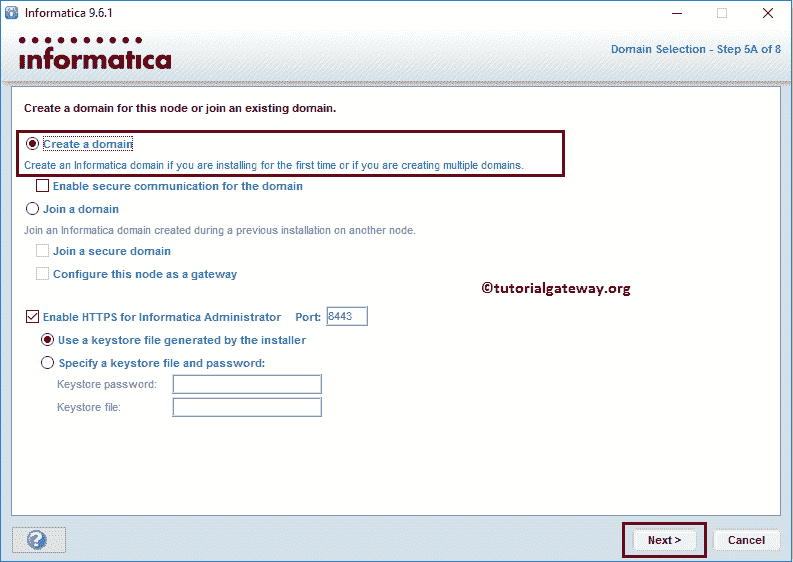 Informatica 9.6.1
informatica
Domain Selection - Step 5A of 8
Create a domain for this node or join an existing domain.
Create a domain
Create an Informatica domain if you are installing for the first time or if you are creating multiple domains.
Enable secure communication for the domain
Join a domain
Join an Informatica domain created during a previous installation on another node.
Join a secure domain
Configure this node as a gateway
©tutorialgateway.org
Enable HTTPS for Informatica Administrator Port: 8443
Use a keystore file generated by the installer
Specify a keystore file and password:
Keystore password:
Keystore file:
? Next > Cancel